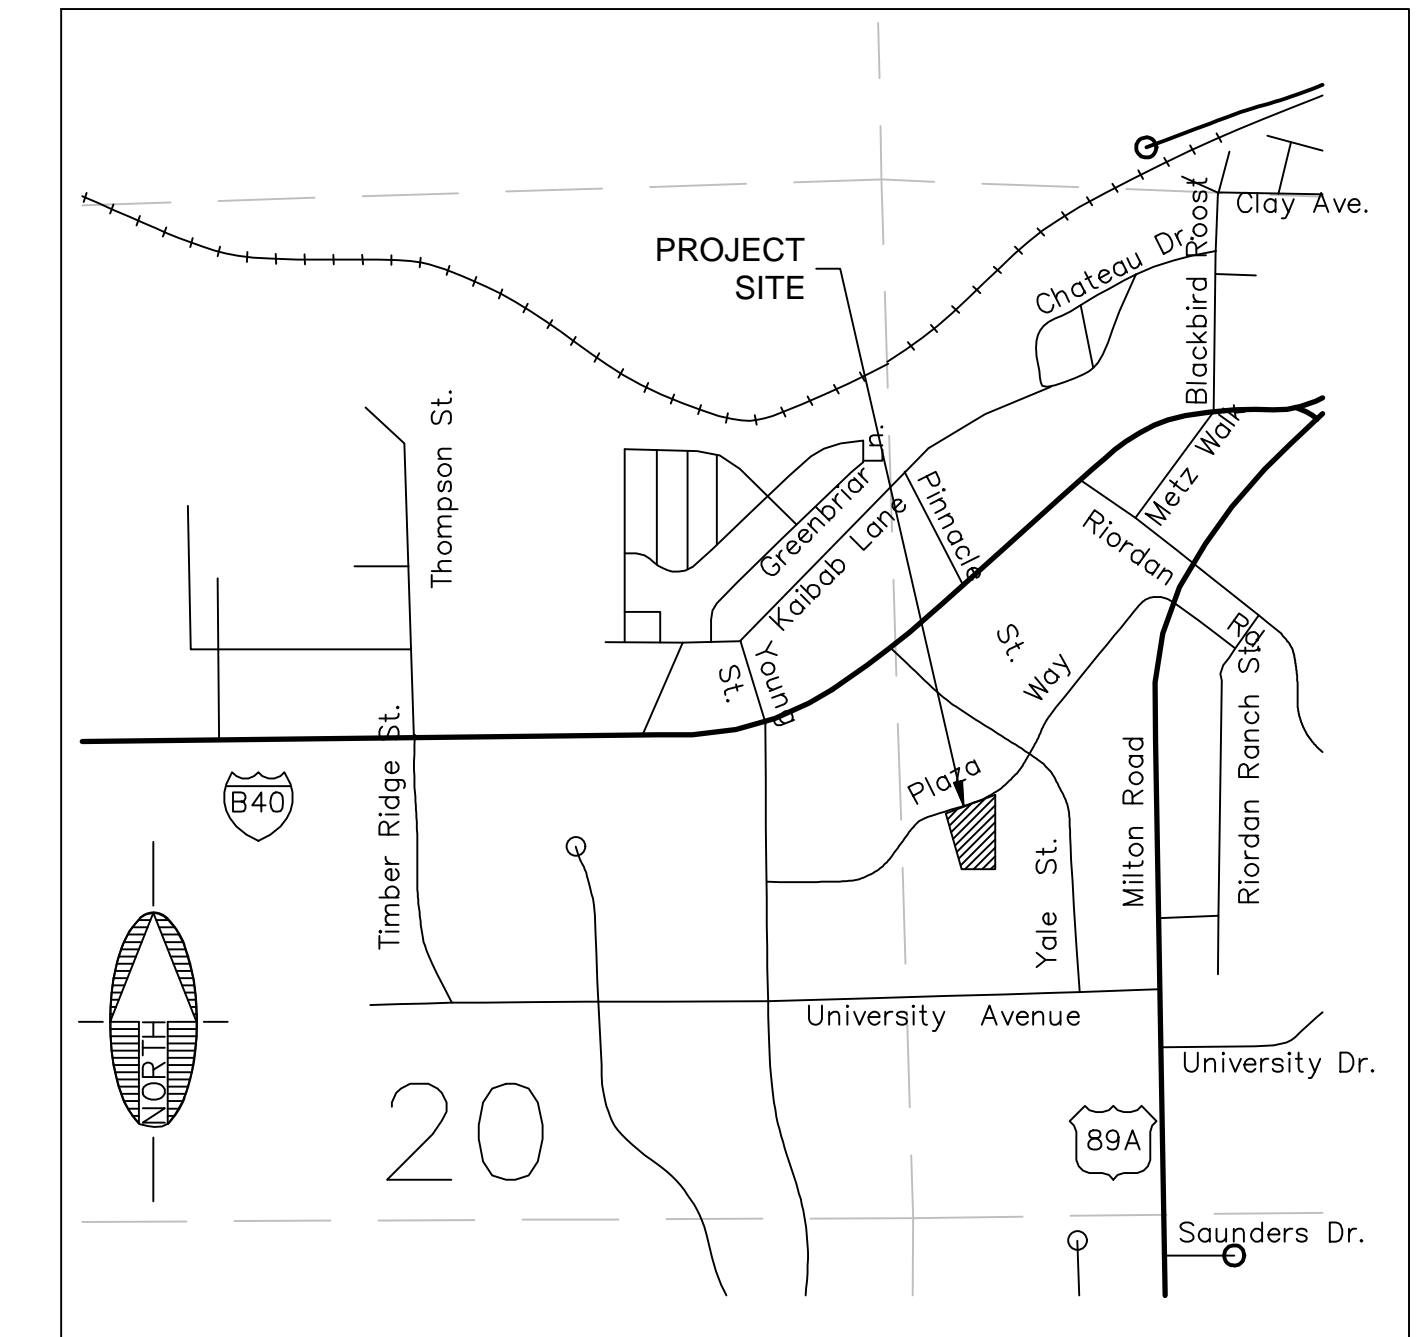 Clay Ave.
Blackbird Roost
Chateau Dr.
PROJECT
SITE
Thompson St.
Metz Walk
Greenbriar
n.
Pinnacle
St.
Kaibab Lane
Riordan
Rd.
Young
St.
Way
Plaza
Timber Ridge St.
B40
Milton Road
Riordan Ranch St.
Yale St.
NORTH
University Avenue
University Dr.
20
89A
Saunders Dr.